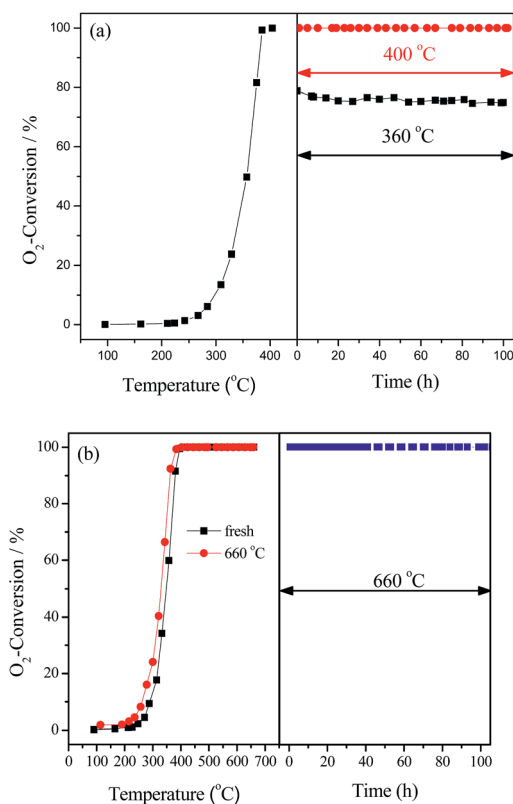 (a)
O2-Conversion / %
100
80
60
40
20
0
400 °C
360 °C
100 200 300 400
0 20 40 60 80 100
Temperature (°C)
Time (h)
(b)
O2-Conversion / %
100
80
60
40
20
0
fresh
660 °C
660 °C
0 100 200 300 400 500 600 700
0 20 40 60 80 100
Temperature (°C)
Time (h)